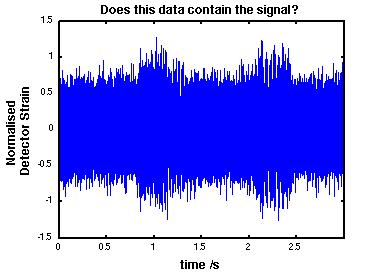 Does this data contain the signal?
1.5
1
0.5
0
-0.5
-1
-1.5
Normalised
Detector Strain
0 0.5 1 1.5 2 2.5
time /s